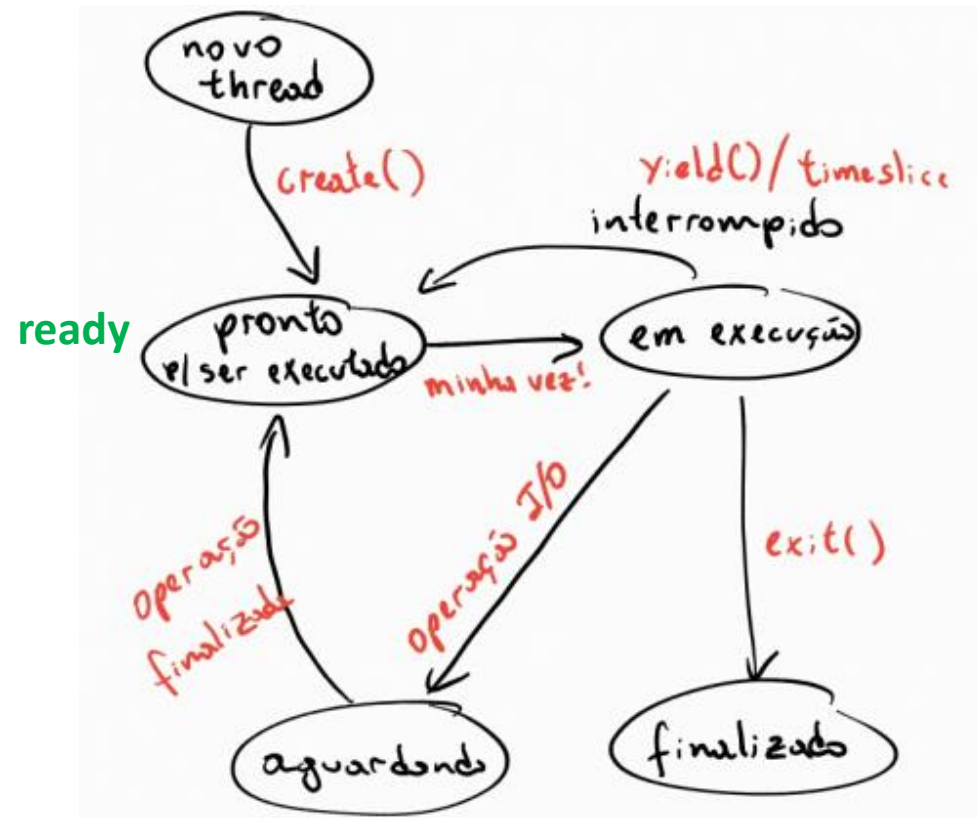 novo
thread
create()
yield()/timeslice
interrompido
ready
pronto
p/ ser executado
minha vez!
em execução
operação
finalizada
operação I/O
exit()
aguardando
finalizado